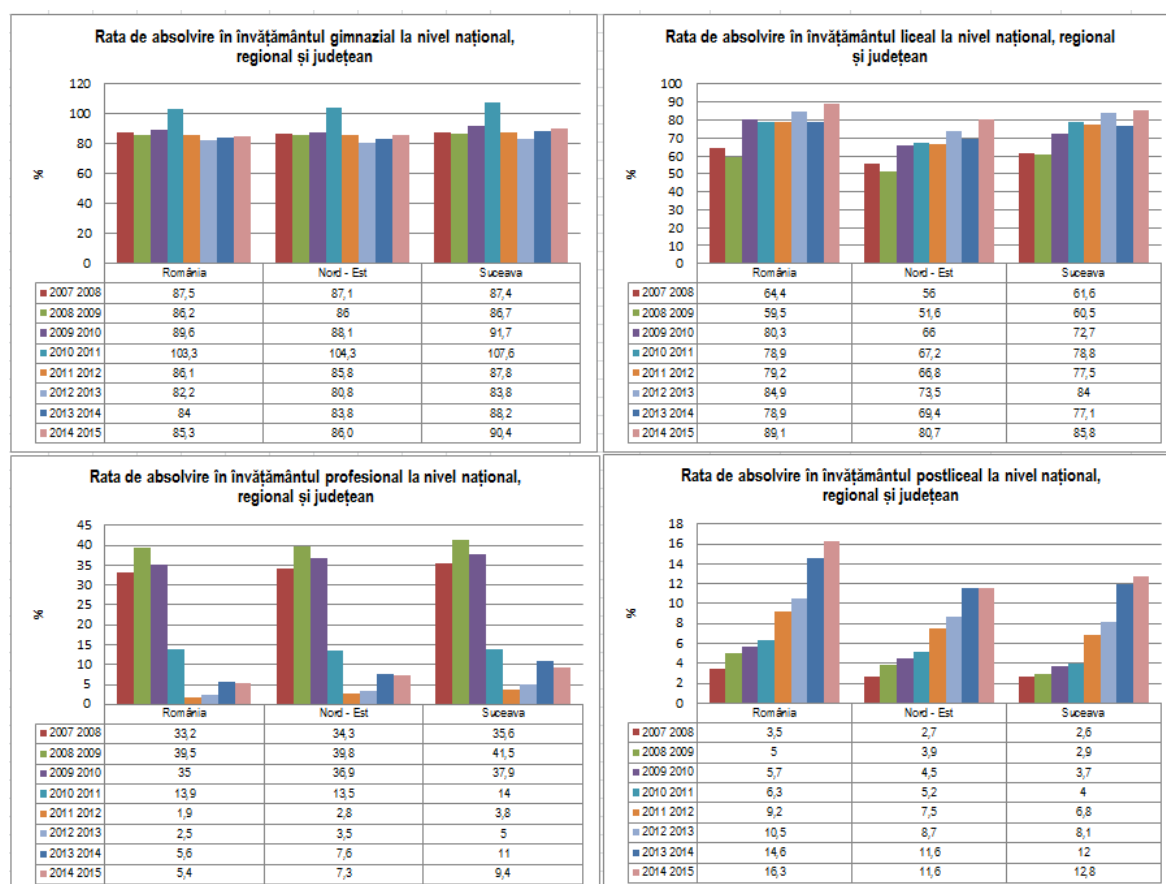 Rata de absolvire în învățământul gimnazial la nivel național,
regional și județean
120
100
80
60
40
20
0
%
România Nord - Est Suceava
2007 2008 87,5 87,1 87,4
2008 2009 86,2 86 86,7
2009 2010 89,6 88,1 91,7
2010 2011 103,3 104,3 107,6
2011 2012 86,1 85,8 87,8
2012 2013 82,2 80,8 83,8
2013 2014 84 83,8 88,2
2014 2015 85,3 86,0 90,4
Rata de absolvire în învățământul liceal la nivel național, regional
și județean
100
90
80
70
60
50
40
30
20
10
0
%
România Nord - Est Suceava
2007 2008 64,4 56 61,6
2008 2009 59,5 51,6 60,5
2009 2010 80,3 66 72,7
2010 2011 78,9 67,2 78,8
2011 2012 79,2 66,8 77,5
2012 2013 84,9 73,5 84
2013 2014 78,9 69,4 77,1
2014 2015 89,1 80,7 85,8
Rata de absolvire în învățământul profesional la nivel național,
regional și județean
45
40
35
30
25
20
15
10
5
0
%
România Nord - Est Suceava
2007 2008 33,2 34,3 35,6
2008 2009 39,5 39,8 41,5
2009 2010 35 36,9 37,9
2010 2011 13,9 13,5 14
2011 2012 1,9 2,8 3,8
2012 2013 2,5 3,5 5
2013 2014 5,6 7,6 11
2014 2015 5,4 7,3 9,4
Rata de absolvire în învățământul postliceal la nivel național,
regional și județean
18
16
14
12
10
8
6
4
2
0
%
România Nord - Est Suceava
2007 2008 3,5 2,7 2,6
2008 2009 5 3,9 2,9
2009 2010 5,7 4,5 3,7
2010 2011 6,3 5,2 4
2011 2012 9,2 7,5 6,8
2012 2013 10,5 8,7 8,1
2013 2014 14,6 11,6 12
2014 2015 16,3 11,6 12,8